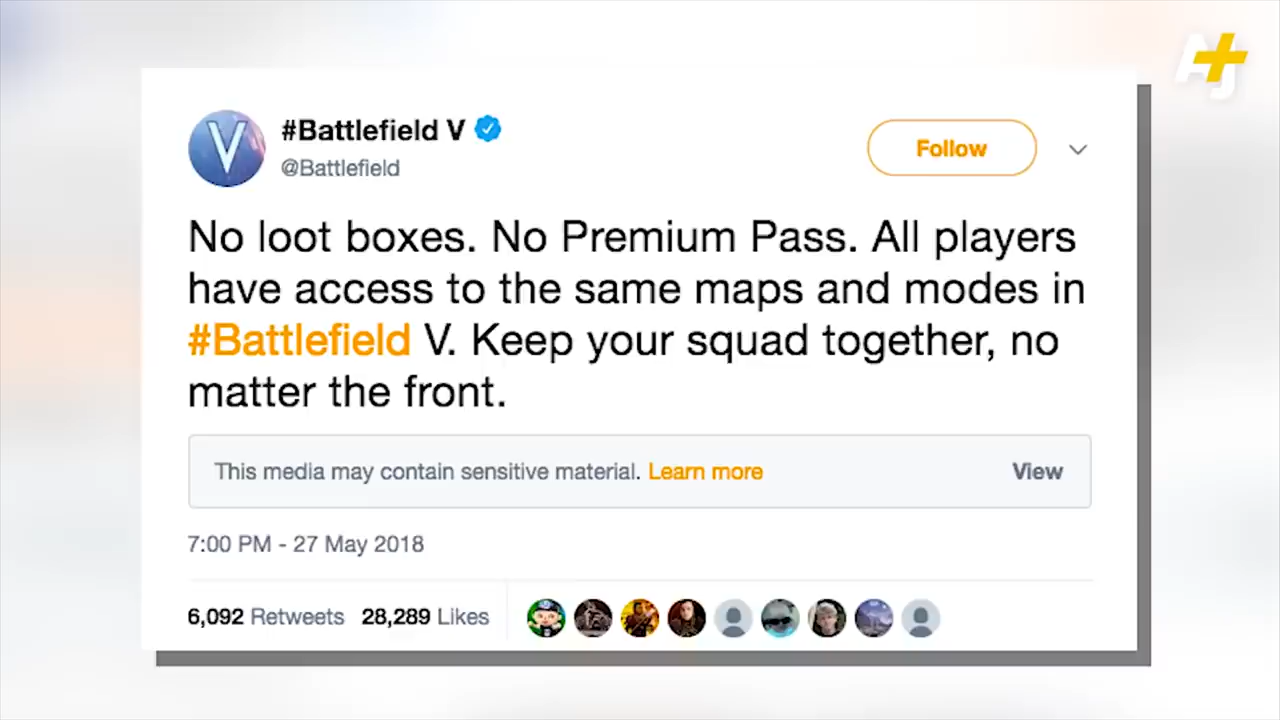 AJ+
#Battlefield V
@Battlefield
Follow
V
No loot boxes. No Premium Pass. All players
have access to the same maps and modes in
#Battlefield V. Keep your squad together, no
matter the front.
This media may contain sensitive material. Learn more
View
7:00 PM - 27 May 2018
6,092 Retweets 28,289 Likes